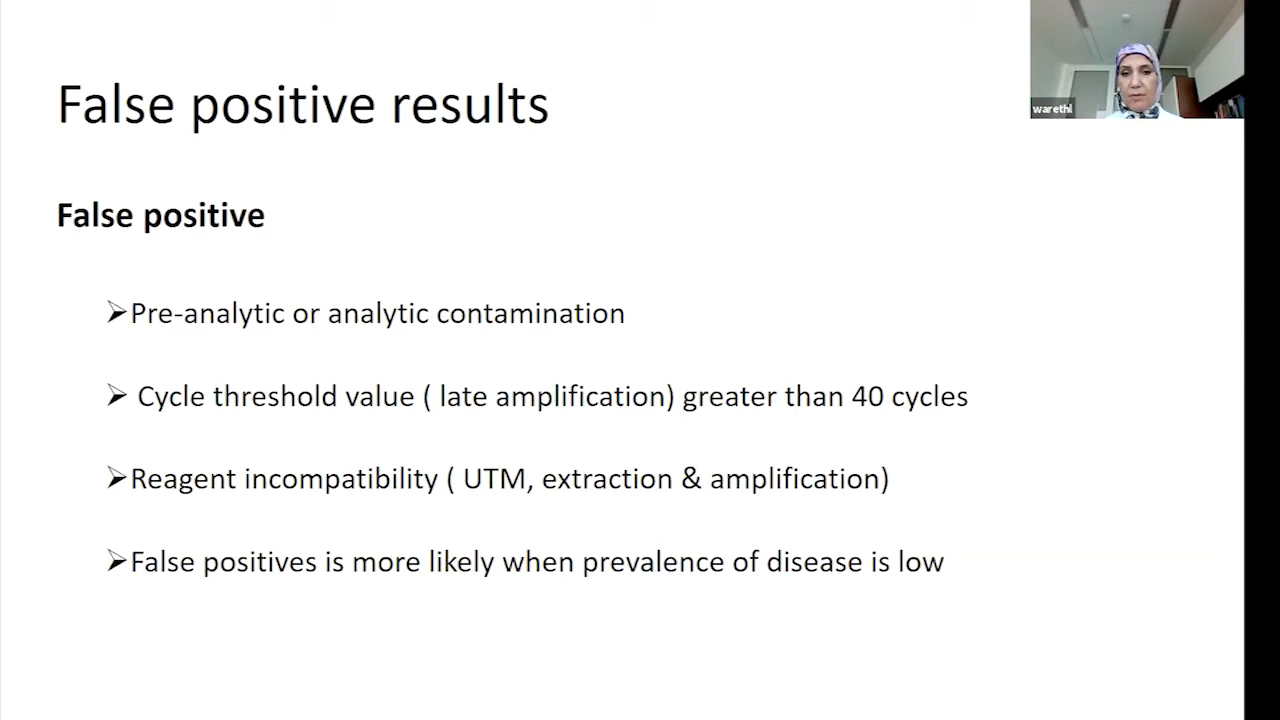 False positive results
warethl
False positive
➢Pre-analytic or analytic contamination
➢ Cycle threshold value ( late amplification) greater than 40 cycles
➢Reagent incompatibility ( UTM, extraction & amplification)
➢False positives is more likely when prevalence of disease is low